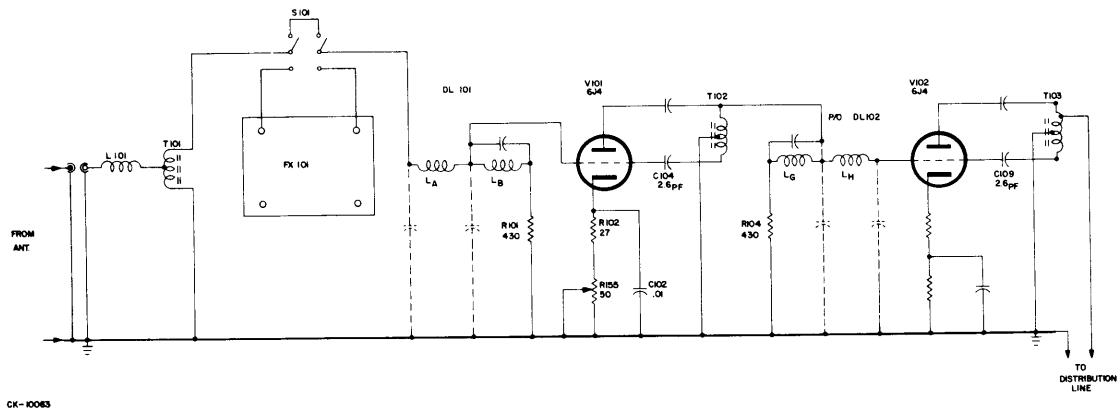 S101
DL 101
V101
6J4
T102
P/O DL102
V102
6J4
T103
T101
L101
FX 101
LA
LB
C104
2.6PF
LG
LH
C109
2.6PF
FROM
ANT.
R101
430
R102
27
R104
430
R155
50
C102
.01
TO
DISTRIBUTION
LINE
CK-10063